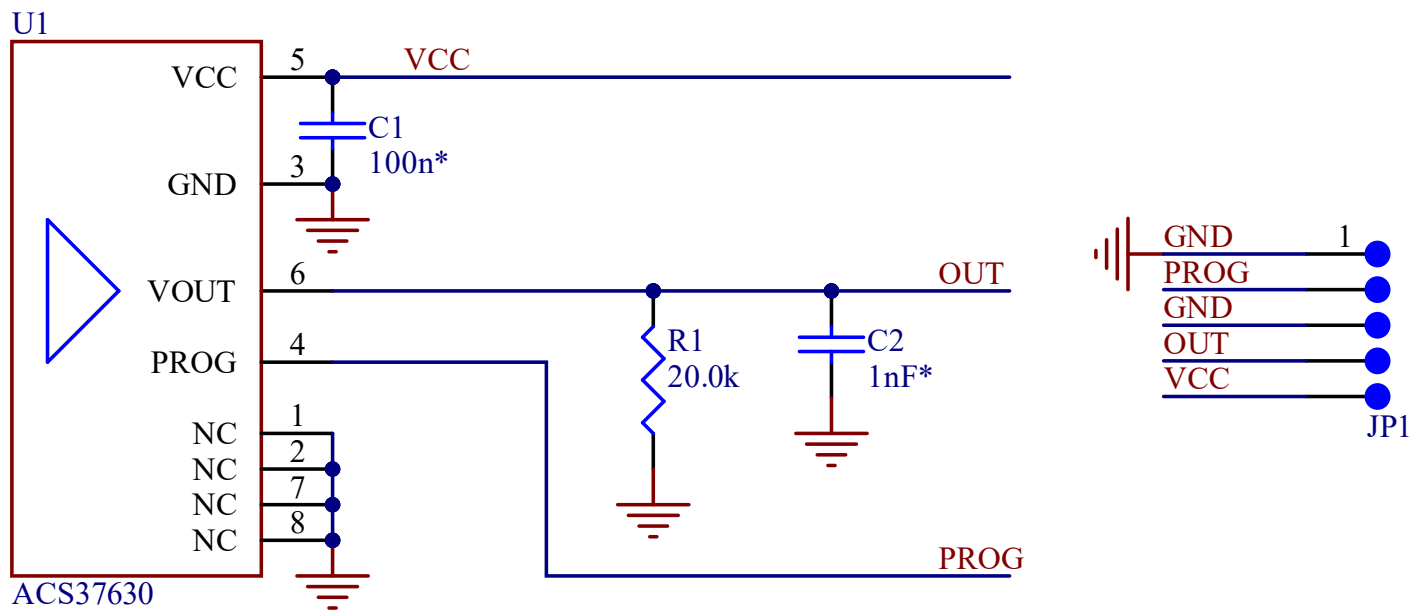 U1
VCC 5 VCC
C1
100n*
GND 3
VOUT 6 OUT
PROG 4
R1
20.0k
C2
1nF*
NC 1
NC 2
NC 7
NC 8
PROG
ACS37630
GND 1
PROG
GND
OUT
VCC
JP1